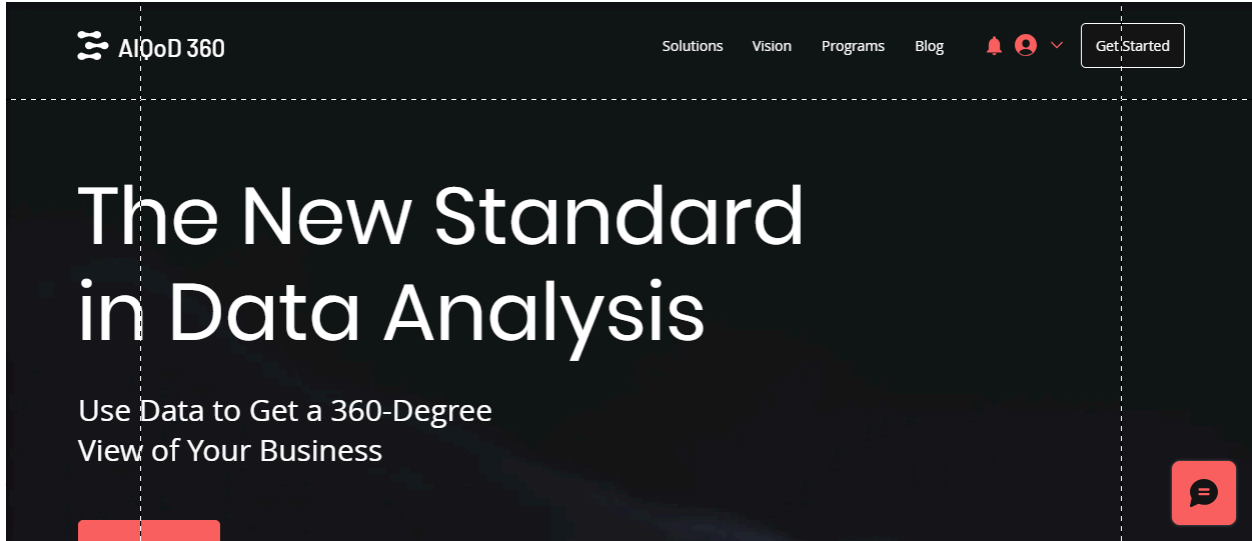 AIQoD 360
Solutions Vision Programs Blog Get Started
The New Standard
in Data Analysis
Use Data to Get a 360-Degree
View of Your Business